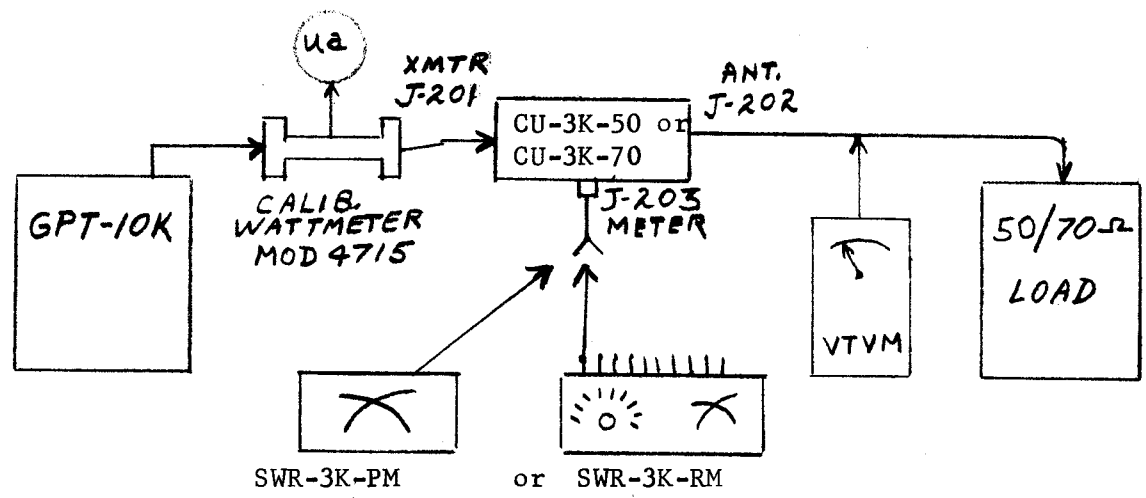 ua
XMTR
J-201
ANT.
J-202
CU-3K-50 or
CU-3K-70
GPT-10K
CALIB.
WATTMETER
MOD 4715
J-203
METER
50/70Ω
LOAD
VTVM
SWR-3K-PM or SWR-3K-RM